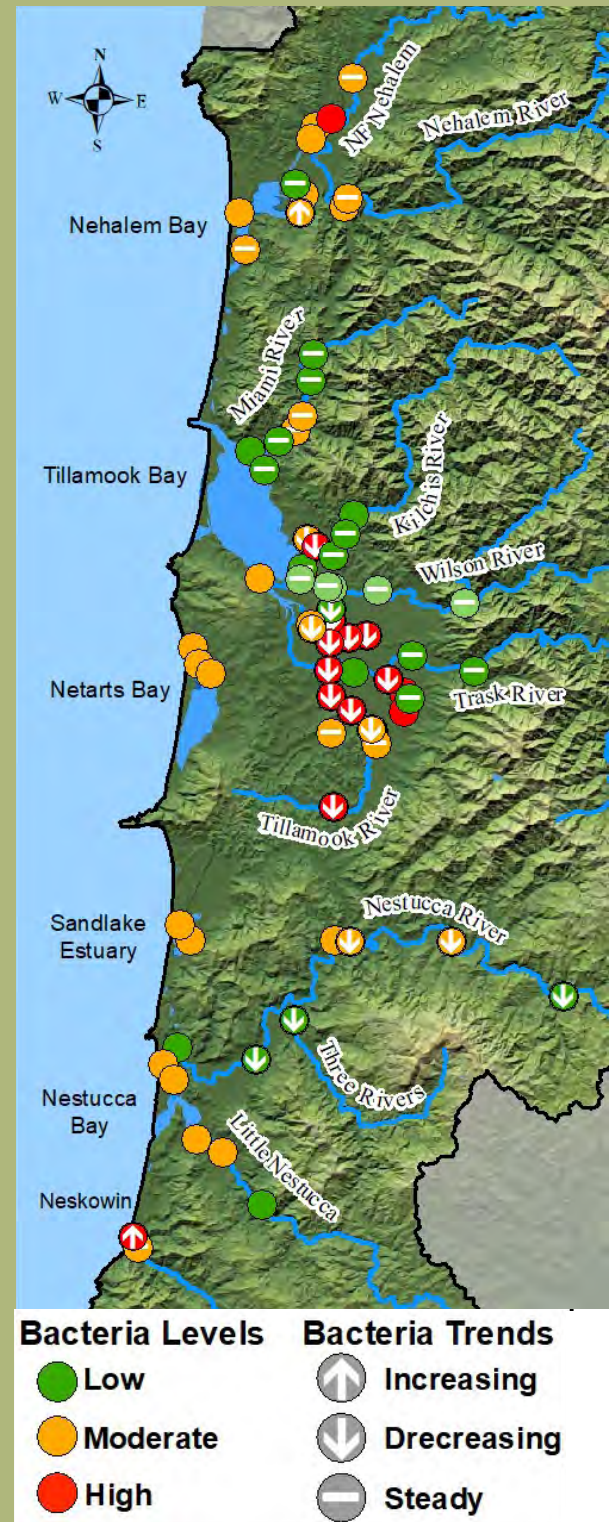 N
W E
S
NF Nehalem
Nehalem River
Nehalem Bay
Miami River
Tillamook Bay
Kilchis River
Wilson River
Netarts Bay
Trask River
Tillamook River
Sandlake
Estuary
Nestucca River
Three Rivers
Nestucca
Bay
Little Nestucca
Neskowin
Bacteria Levels
Low
Moderate
High
Bacteria Trends
Increasing
Drecreasing
Steady